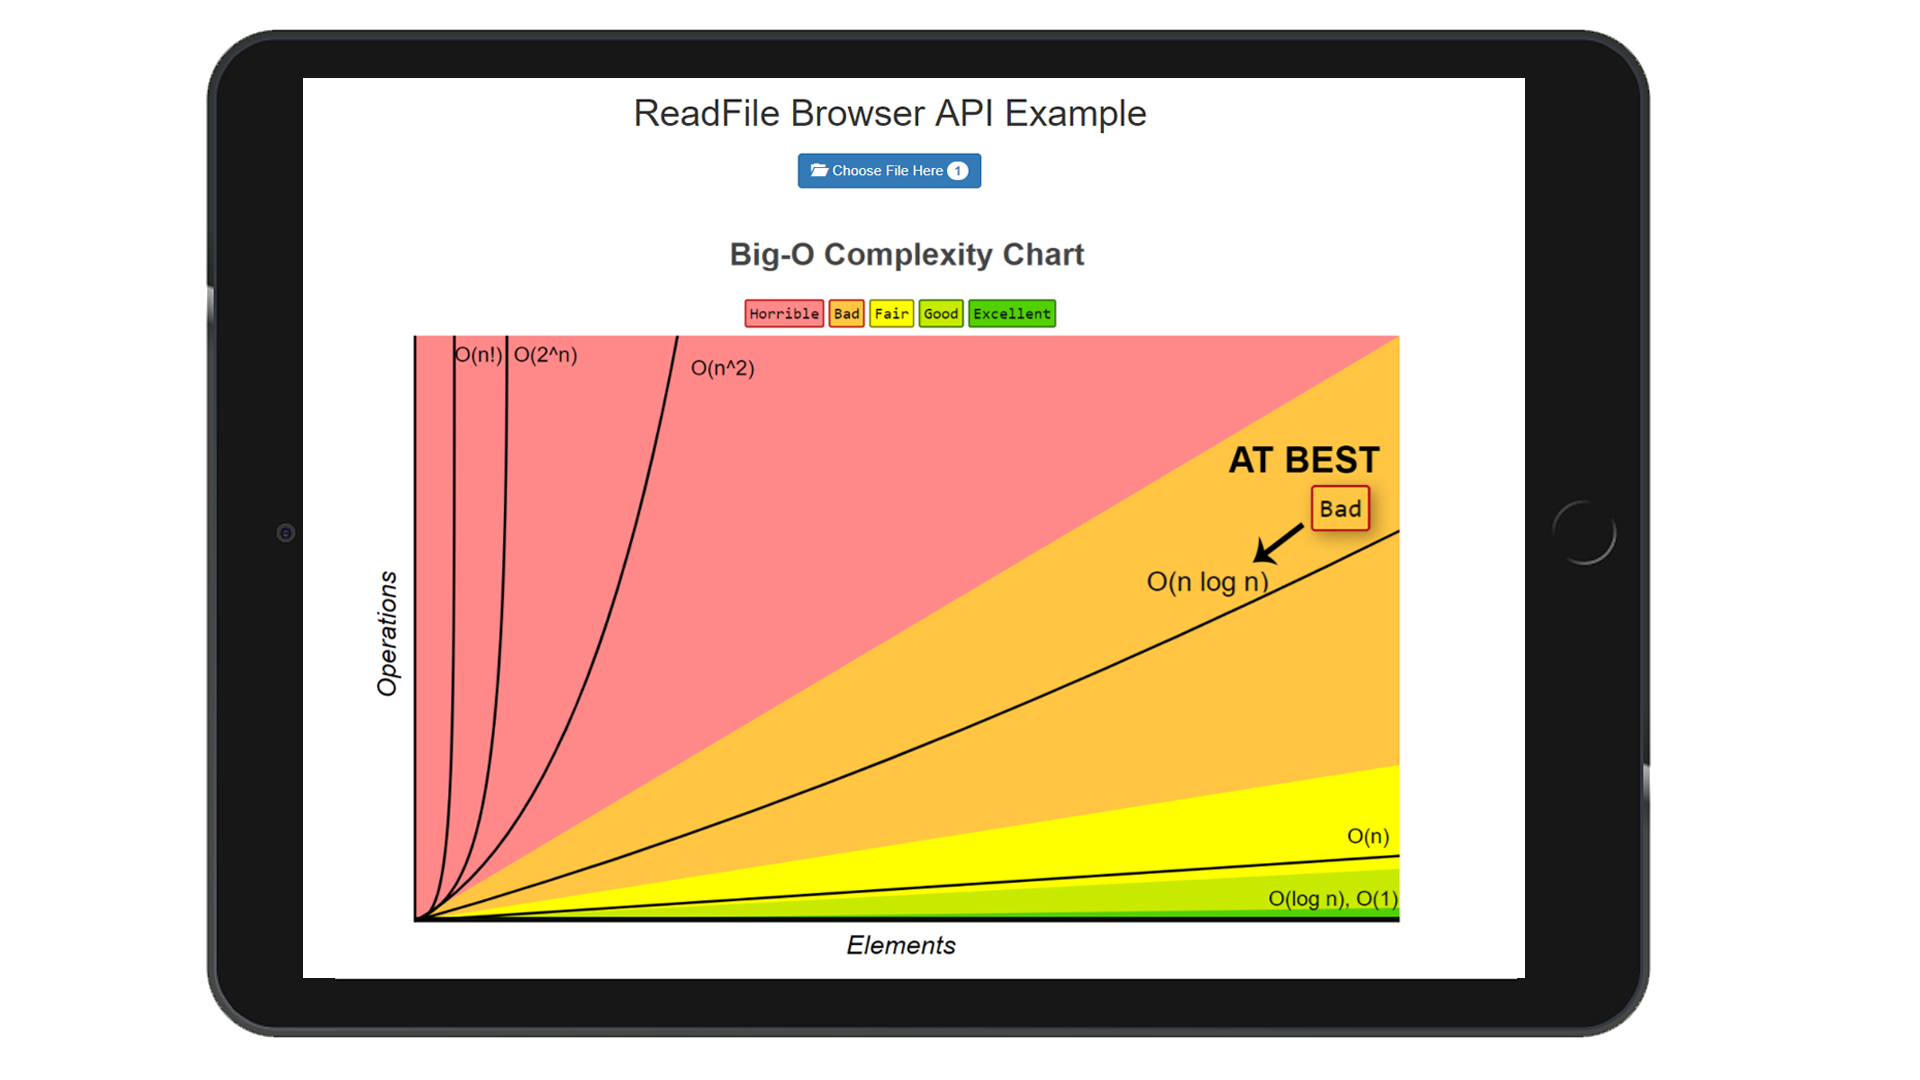 ReadFile Browser API Example
Choose File Here 1
Big-O Complexity Chart
Horrible Bad Fair Good Excellent
O(n!) O(2^n)
O(n^2)
AT BEST
Bad
O(n log n)
Operations
O(n)
O(log n), O(1)
Elements